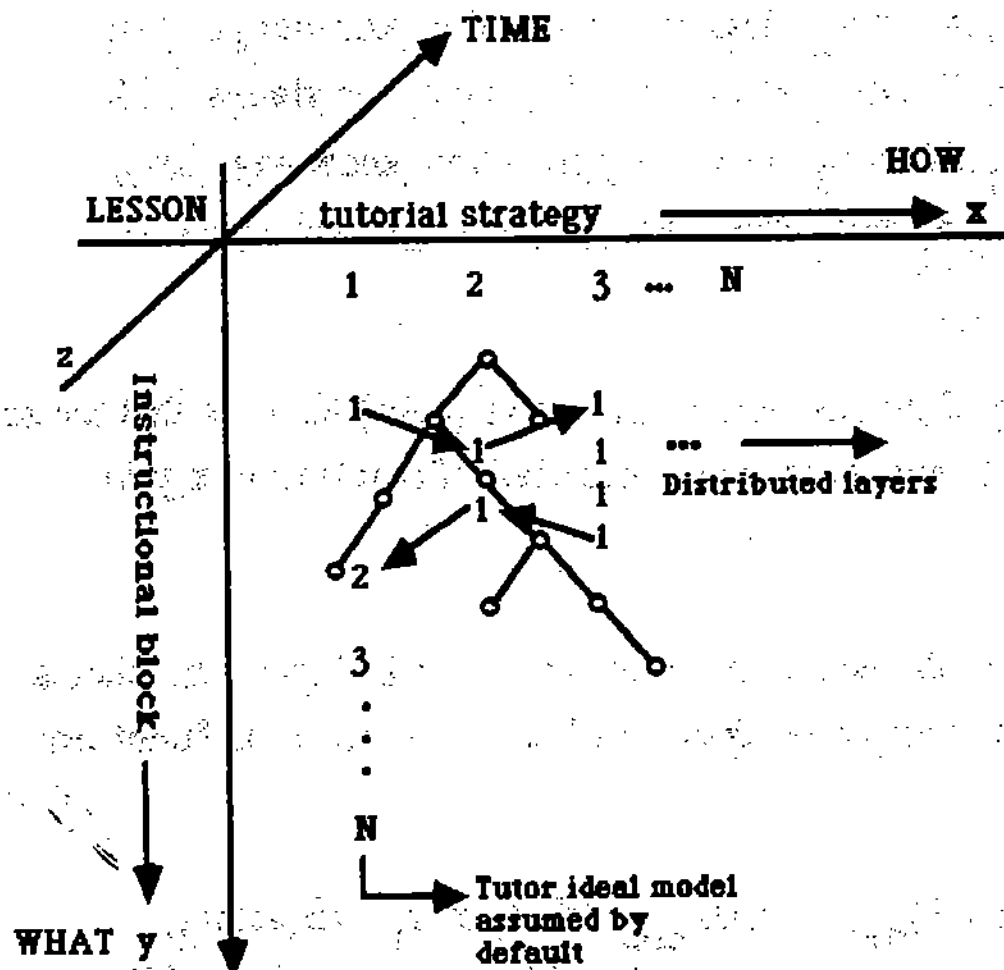 TIME
HOW
LESSON tutorial strategy x
1 2 3 ... N
z
Instructional block
1 1
1 1 ...
Distributed layers
1
1 1
2
3
.
.
.
N
Tutor ideal model
assumed by
default
WHAT y